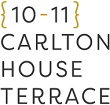 {10-11}
CARLTON
HOUSE
TERRACE